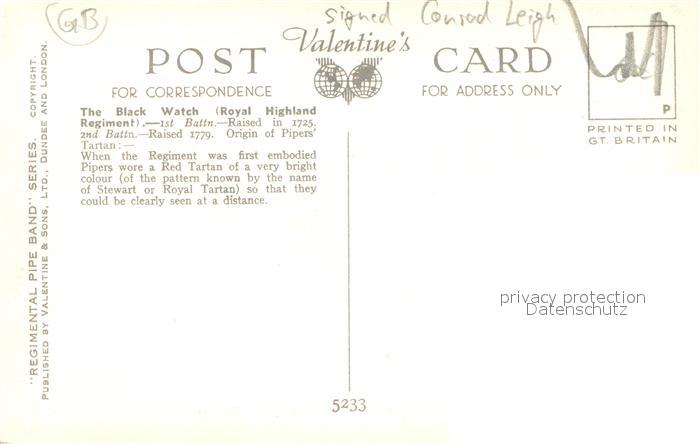 GB
signed Conrad Leigh
Valentine's
POST CARD
FOR CORRESPONDENCE
FOR ADDRESS ONLY
P
PRINTED IN
GT. BRITAIN
The Black Watch (Royal Highland
Regiment).—1st Battn.—Raised in 1725.
2nd Battn.—Raised 1779. Origin of Pipers'
Tartan:—
When the Regiment was first embodied
Pipers wore a Red Tartan of a very bright
colour (of the pattern known by the name
of Stewart or Royal Tartan) so that they
could be clearly seen at a distance.
"REGIMENTAL PIPE BAND" SERIES. COPYRIGHT.
PUBLISHED BY VALENTINE & SONS, LTD., DUNDEE AND LONDON.
privacy protection
Datenschutz
5233